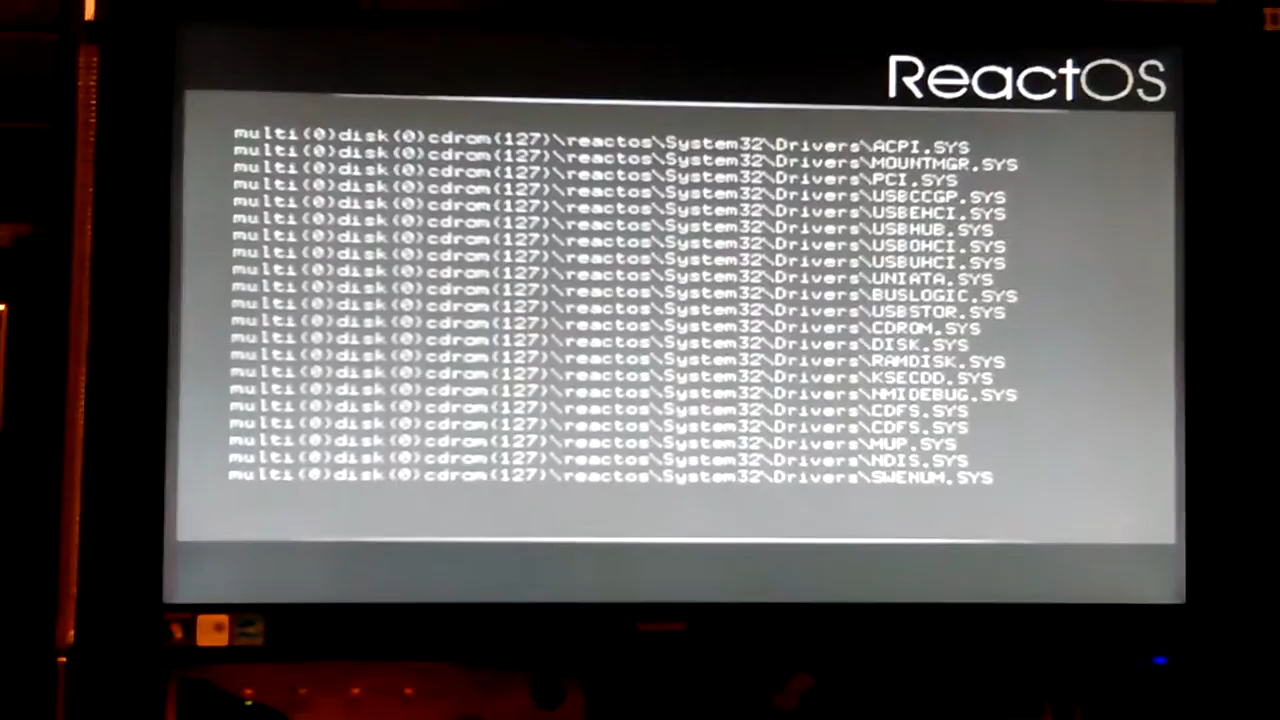 ReactOS
multi(0)disk(0)cdrom(127)\reactos\System32\Drivers\ACPI.SYS
multi(0)disk(0)cdrom(127)\reactos\System32\Drivers\MOUNTMGR.SYS
multi(0)disk(0)cdrom(127)\reactos\System32\Drivers\PCI.SYS
multi(0)disk(0)cdrom(127)\reactos\System32\Drivers\USBCCGP.SYS
multi(0)disk(0)cdrom(127)\reactos\System32\Drivers\USBEHCI.SYS
multi(0)disk(0)cdrom(127)\reactos\System32\Drivers\USBHUB.SYS
multi(0)disk(0)cdrom(127)\reactos\System32\Drivers\USBOHCI.SYS
multi(0)disk(0)cdrom(127)\reactos\System32\Drivers\USBUHCI.SYS
multi(0)disk(0)cdrom(127)\reactos\System32\Drivers\UNIATA.SYS
multi(0)disk(0)cdrom(127)\reactos\System32\Drivers\BUSLOGIC.SYS
multi(0)disk(0)cdrom(127)\reactos\System32\Drivers\USBSTOR.SYS
multi(0)disk(0)cdrom(127)\reactos\System32\Drivers\CDROM.SYS
multi(0)disk(0)cdrom(127)\reactos\System32\Drivers\DISK.SYS
multi(0)disk(0)cdrom(127)\reactos\System32\Drivers\RAMDISK.SYS
multi(0)disk(0)cdrom(127)\reactos\System32\Drivers\KSECDD.SYS
multi(0)disk(0)cdrom(127)\reactos\System32\Drivers\NMIDEBUG.SYS
multi(0)disk(0)cdrom(127)\reactos\System32\Drivers\CDFS.SYS
multi(0)disk(0)cdrom(127)\reactos\System32\Drivers\CDFS.SYS
multi(0)disk(0)cdrom(127)\reactos\System32\Drivers\MUP.SYS
multi(0)disk(0)cdrom(127)\reactos\System32\Drivers\NDIS.SYS
multi(0)disk(0)cdrom(127)\reactos\System32\Drivers\SWENUM.SYS